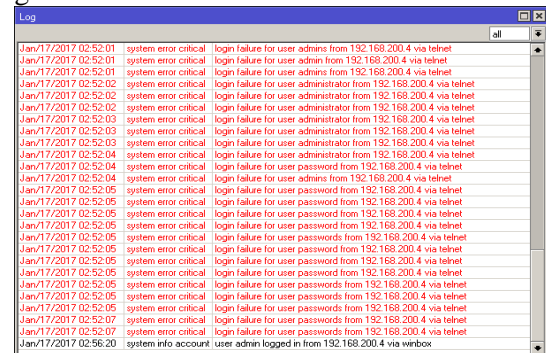 Log
all
Jan/17/2017 02:52:01 system error critical login failure for user admins from 192.168.200.4 via telnet
Jan/17/2017 02:52:01 system error critical login failure for user admin from 192.168.200.4 via telnet
Jan/17/2017 02:52:01 system error critical login failure for user admins from 192.168.200.4 via telnet
Jan/17/2017 02:52:02 system error critical login failure for user administrator from 192.168.200.4 via telnet
Jan/17/2017 02:52:02 system error critical login failure for user administrator from 192.168.200.4 via telnet
Jan/17/2017 02:52:02 system error critical login failure for user administrator from 192.168.200.4 via telnet
Jan/17/2017 02:52:03 system error critical login failure for user administrator from 192.168.200.4 via telnet
Jan/17/2017 02:52:03 system error critical login failure for user administrator from 192.168.200.4 via telnet
Jan/17/2017 02:52:03 system error critical login failure for user administrator from 192.168.200.4 via telnet
Jan/17/2017 02:52:04 system error critical login failure for user administrator from 192.168.200.4 via telnet
Jan/17/2017 02:52:04 system error critical login failure for user password from 192.168.200.4 via telnet
Jan/17/2017 02:52:04 system error critical login failure for user admins from 192.168.200.4 via telnet
Jan/17/2017 02:52:05 system error critical login failure for user password from 192.168.200.4 via telnet
Jan/17/2017 02:52:05 system error critical login failure for user password from 192.168.200.4 via telnet
Jan/17/2017 02:52:05 system error critical login failure for user password from 192.168.200.4 via telnet
Jan/17/2017 02:52:05 system error critical login failure for user password from 192.168.200.4 via telnet
Jan/17/2017 02:52:05 system error critical login failure for user passwords from 192.168.200.4 via telnet
Jan/17/2017 02:52:05 system error critical login failure for user password from 192.168.200.4 via telnet
Jan/17/2017 02:52:05 system error critical login failure for user password from 192.168.200.4 via telnet
Jan/17/2017 02:52:05 system error critical login failure for user password from 192.168.200.4 via telnet
Jan/17/2017 02:52:05 system error critical login failure for user passwords from 192.168.200.4 via telnet
Jan/17/2017 02:52:05 system error critical login failure for user passwords from 192.168.200.4 via telnet
Jan/17/2017 02:52:07 system error critical login failure for user passwords from 192.168.200.4 via telnet
Jan/17/2017 02:52:07 system error critical login failure for user passwords from 192.168.200.4 via telnet
Jan/17/2017 02:56:20 system info account user admin logged in from 192.168.200.4 via winbox